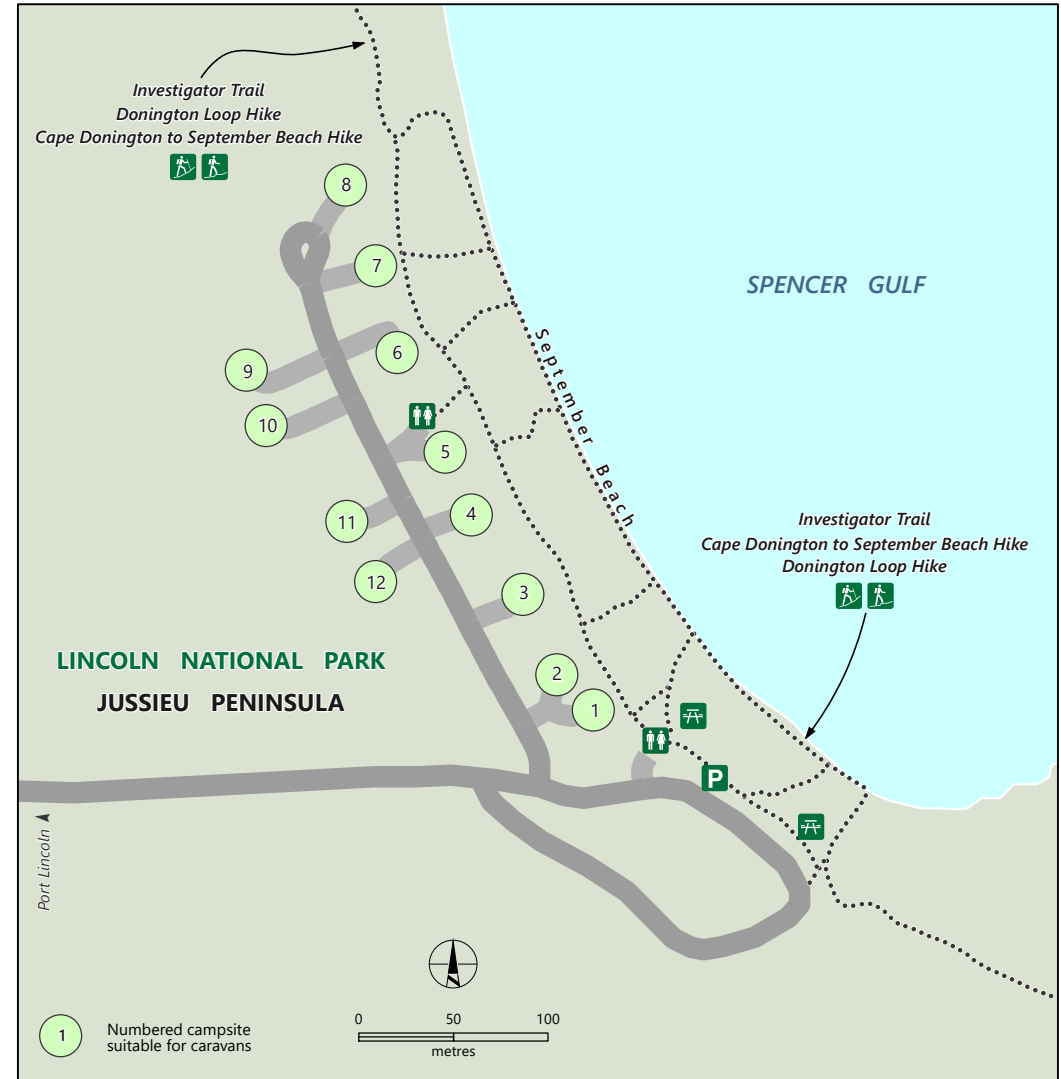 Investigator Trail
Donington Loop Hike
Cape Donington to September Beach Hike
8
7
SPENCER GULF
6
9
September Beach
10
5
4
11
Investigator Trail
Cape Donington to September Beach Hike
Donington Loop Hike
12
3
LINCOLN NATIONAL PARK
JUSSIEU PENINSULA
2
1
P
Port Lincoln
N
1
Numbered campsite
suitable for caravans
0 50 100
metres